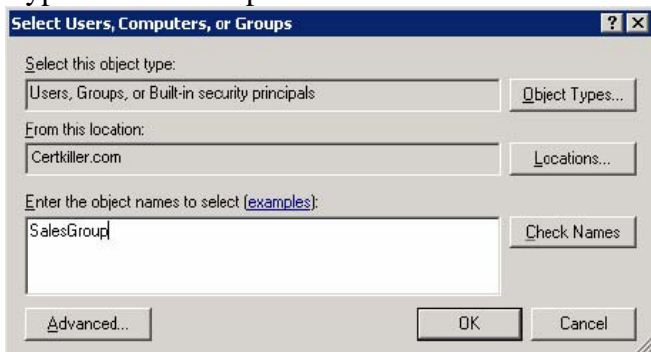 Select Users, Computers, or Groups
Select this object type:
Users, Groups, or Built-in security principals
Object Types...
From this location:
Certkiller.com
Locations...
Enter the object names to select (examples):
SalesGroup
Check Names
Advanced...
OK
Cancel